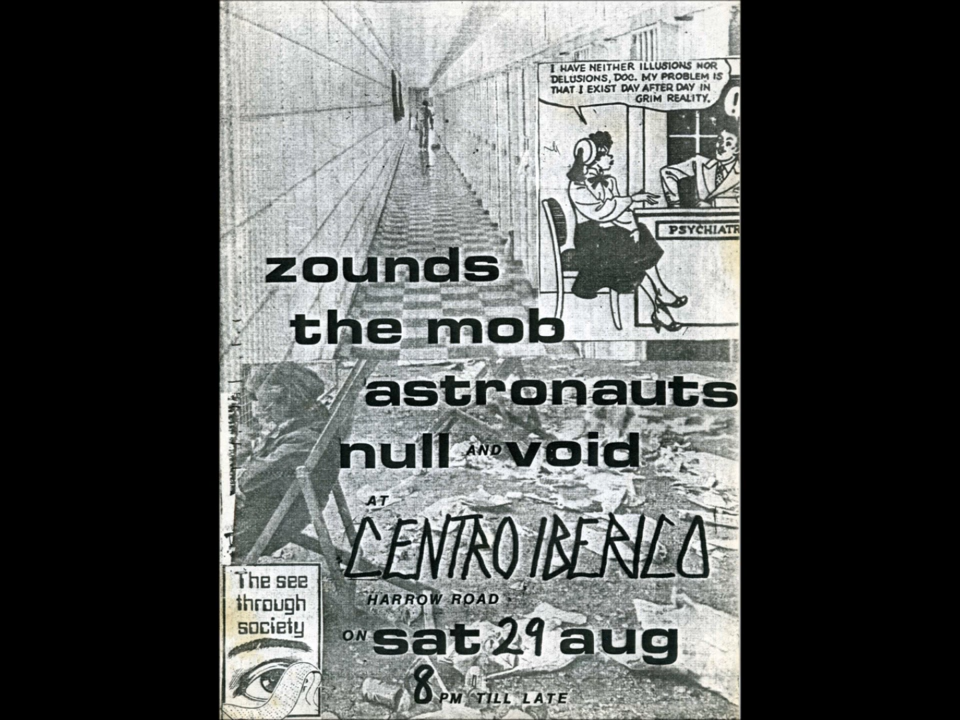 I HAVE NEITHER ILLUSIONS NOR
DELUSIONS, DOC. MY PROBLEM IS
THAT I EXIST DAY AFTER DAY IN
GRIM REALITY.
!
PSYCHIATR
zounds
the mob
astronauts
null AND void
AT
CENTRO IBERICO
HARROW ROAD
ON sat 29 aug
8 PM TILL LATE
The see
through
society